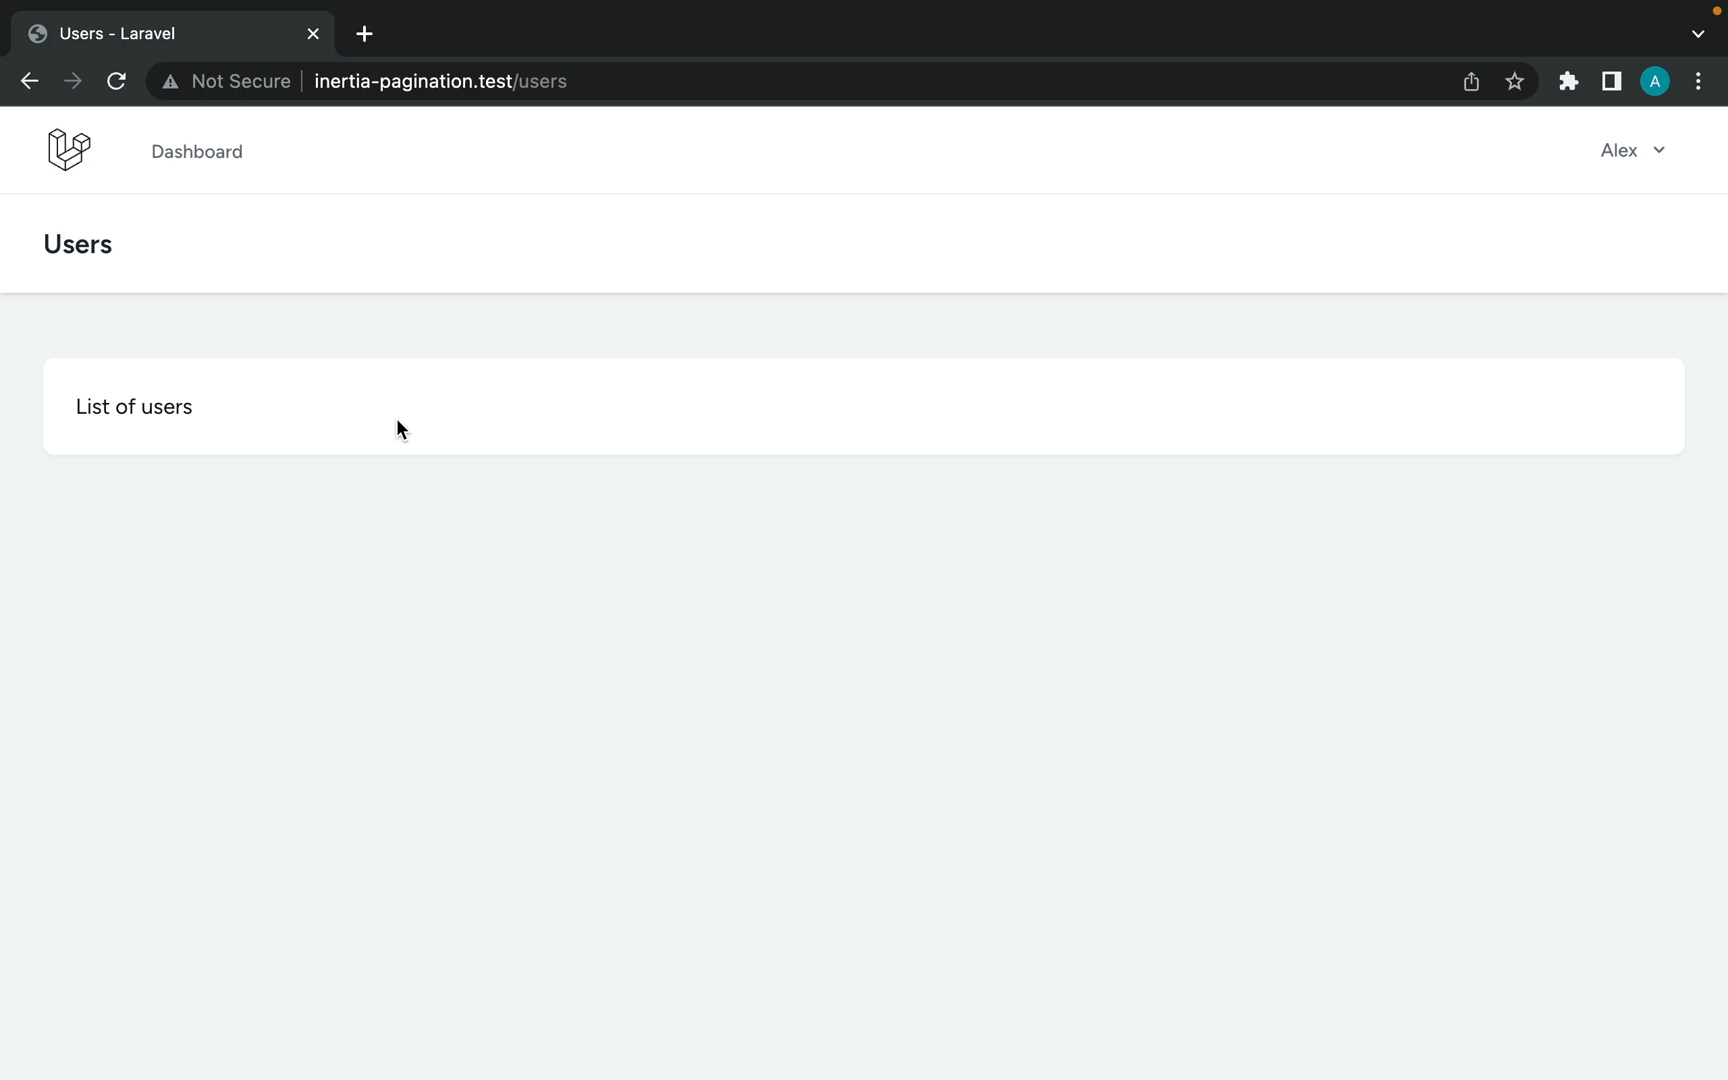 Users - Laravel
Not Secure inertia-pagination.test/users
A
Dashboard
Alex
Users
List of users